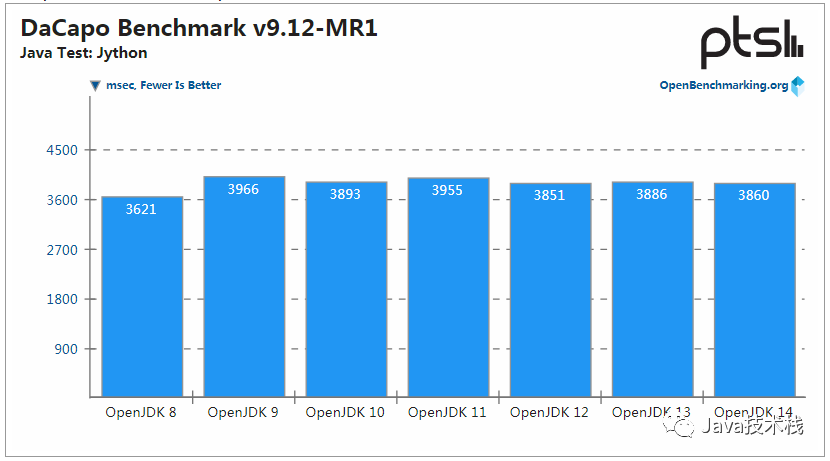 DaCapo Benchmark v9.12-MR1
Java Test: Jython
ptsl
msec, Fewer Is Better
OpenBenchmarking.org
4500
3600
2700
1800
900
3621
3966
3893
3955
3851
3886
3860
OpenJDK 8
OpenJDK 9
OpenJDK 10
OpenJDK 11
OpenJDK 12
OpenJDK 13
OpenJDK 14
Java技术栈